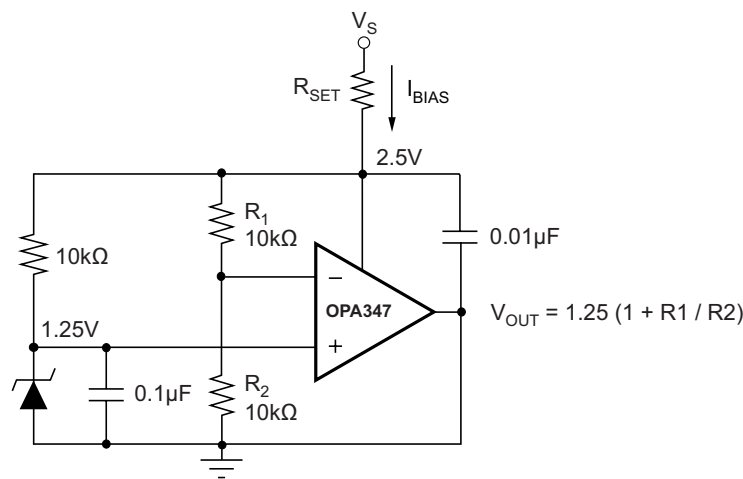 V_S
R_SET
I_BIAS
2.5V
R_1
10kΩ
10kΩ
0.01µF
−
OPA347
V_OUT = 1.25 (1 + R1 / R2)
1.25V
+
0.1µF
R_2
10kΩ